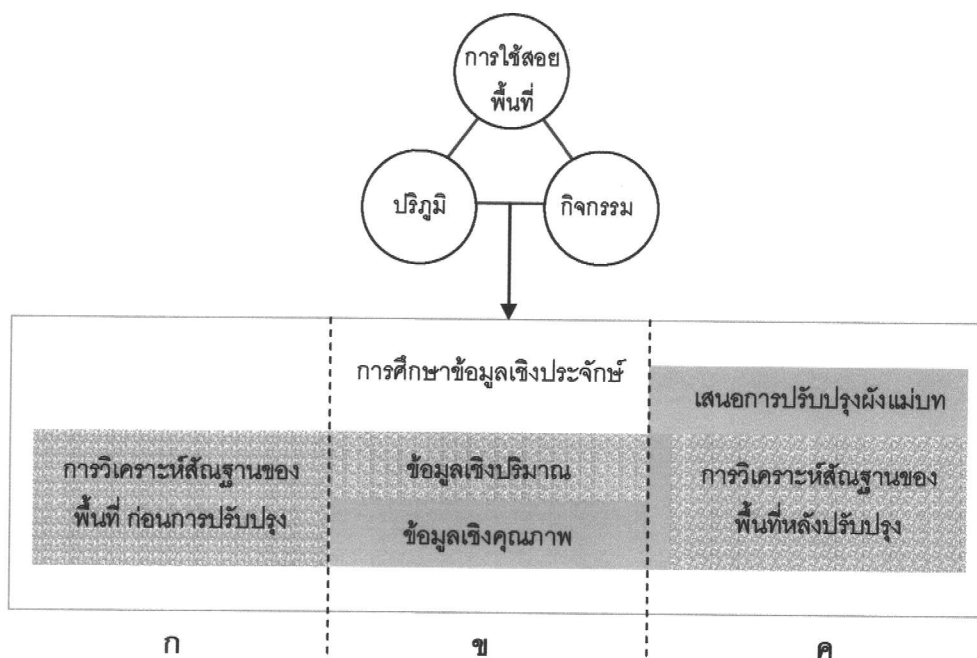 การใช้สอย
พื้นที่
ปริภูมิ
กิจกรรม
การศึกษาข้อมูลเชิงประจักษ์
เสนอการปรับปรุงผังแม่บท
การวิเคราะห์สัณฐานของ
พื้นที่ ก่อนการปรับปรุง
ข้อมูลเชิงปริมาณ
ข้อมูลเชิงคุณภาพ
การวิเคราะห์สัณฐานของ
พื้นที่หลังปรับปรุง
ก
ข
ค